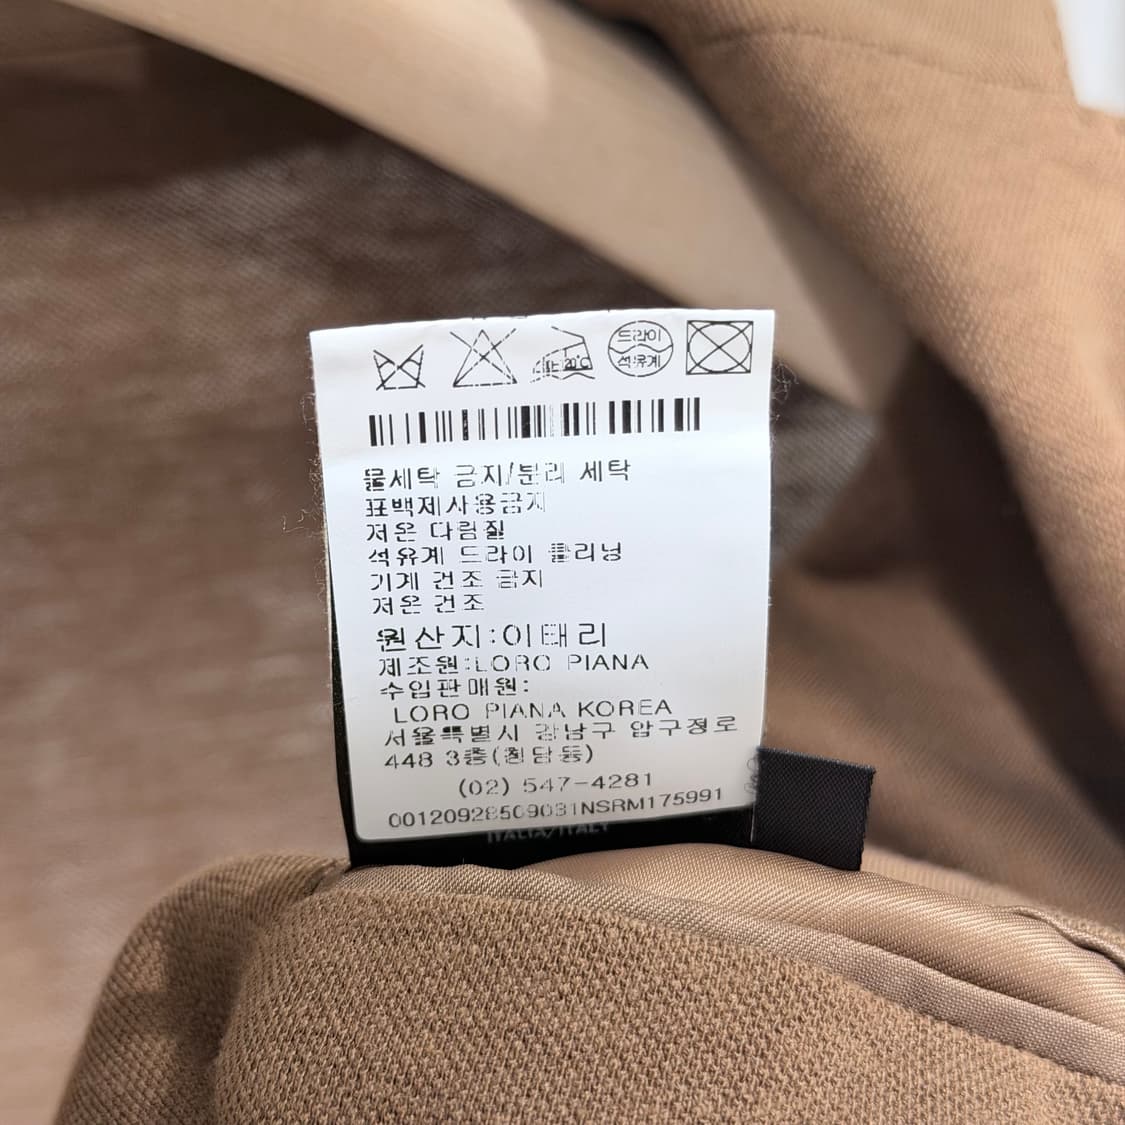 드라이
석유계
120°C
물세탁 금지/분리 세탁
표백제사용금지
저온 다림질
석유계 드라이 클리닝
기계 건조 금지
저온 건조
원산지:이태리
제조원:LORO PIANA
수입판매원:
LORO PIANA KOREA
서울특별시 강남구 압구정로
448 3층(청담동)
(02) 547-4281
00120928509031NSRM175991
ITALIA/ITALY